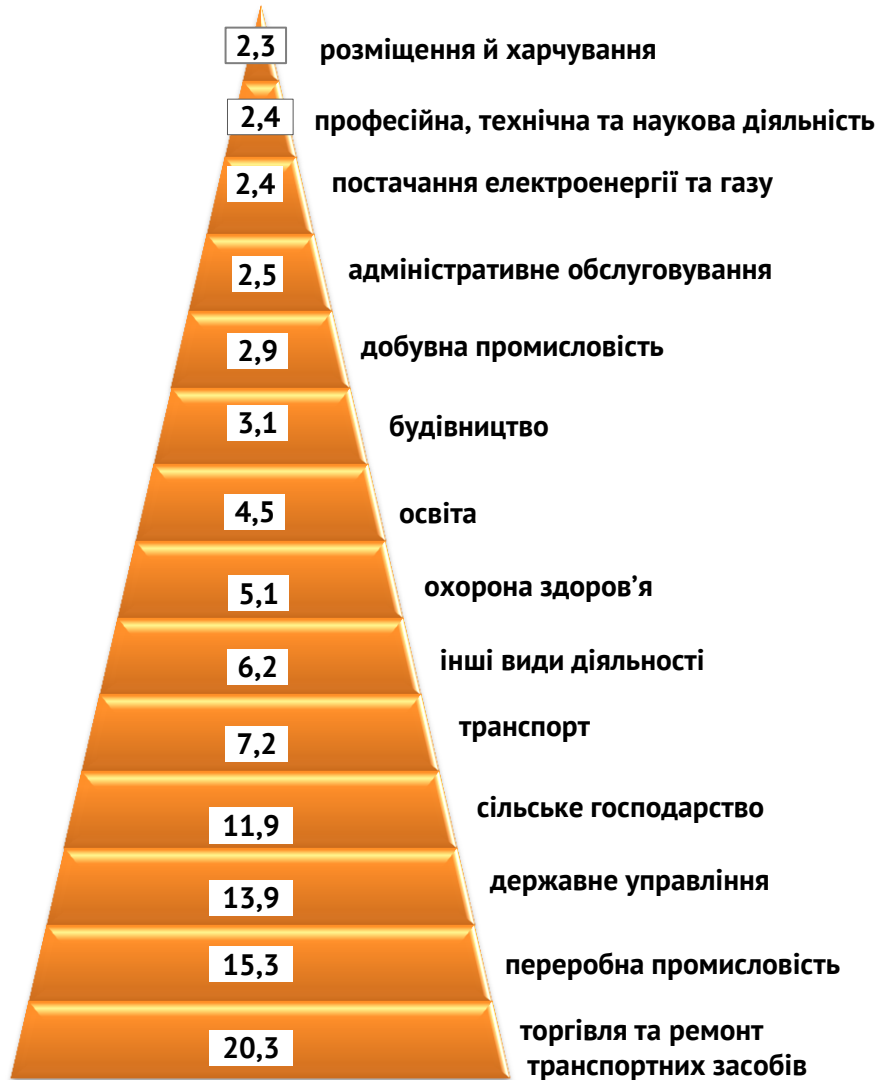 2,3 розміщення й харчування
2,4 професійна, технічна та наукова діяльність
2,4 постачання електроенергії та газу
2,5 адміністративне обслуговування
2,9 добувна промисловість
3,1 будівництво
4,5 освіта
5,1 охорона здоров’я
6,2 інші види діяльності
7,2 транспорт
11,9 сільське господарство
13,9 державне управління
15,3 переробна промисловість
20,3 торгівля та ремонт
транспортних засобів